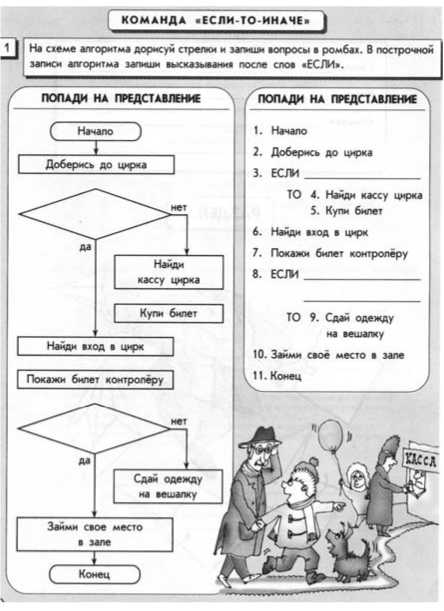 КОМАНДА «ЕСЛИ-ТО-ИНАЧЕ»
1
На схеме алгоритма дорисуй стрелки и запиши вопросы в ромбах. В построчной
записи алгоритма запиши высказывания после слов «ЕСЛИ».
ПОПАДИ НА ПРЕДСТАВЛЕНИЕ
Начало
Доберись до цирка
нет
да
Найди
кассу цирка
Купи билет
Найди вход в цирк
Покажи билет контролёру
нет
да
Сдай одежду
на вешалку
Займи свое место
в зале
Конец
ПОПАДИ НА ПРЕДСТАВЛЕНИЕ
1. Начало
2. Доберись до цирка
3. ЕСЛИ
ТО 4. Найди кассу цирка
5. Купи билет
6. Найди вход в цирк
7. Покажи билет контролёру
8. ЕСЛИ
ТО 9. Сдай одежду
на вешалку
10. Займи своё место в зале
11. Конец
КАССА